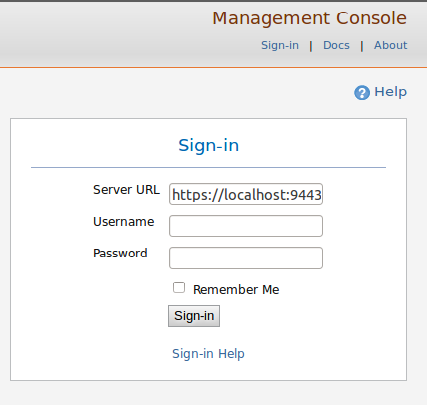 Management Console
Sign-in | Docs | About
Help
Sign-in
Server URL https://localhost:9443
Username
Password
Remember Me
Sign-in
Sign-in Help